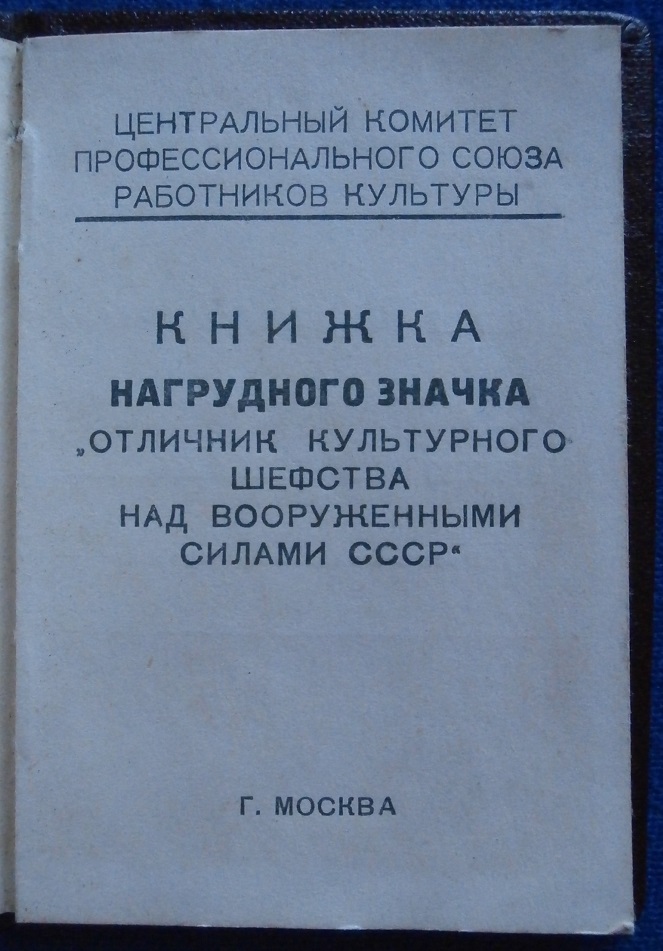 ЦЕНТРАЛЬНЫЙ КОМИТЕТ
ПРОФЕССИОНАЛЬНОГО СОЮЗА
РАБОТНИКОВ КУЛЬТУРЫ
КНИЖКА
НАГРУДНОГО ЗНАЧКА
„ОТЛИЧНИК КУЛЬТУРНОГО
ШЕФСТВА
НАД ВООРУЖЕННЫМИ
СИЛАМИ СССР“
Г. МОСКВА